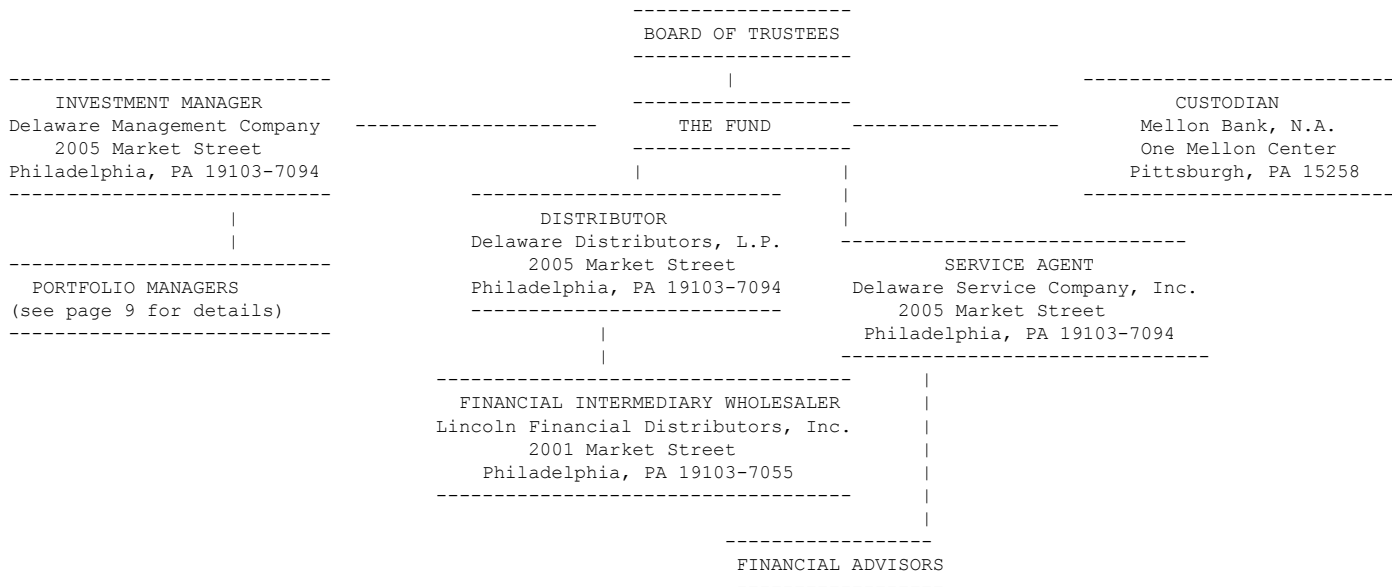 BOARD OF TRUSTEES
INVESTMENT MANAGER
Delaware Management Company
2005 Market Street
Philadelphia, PA 19103-7094
THE FUND
CUSTODIAN
Mellon Bank, N.A.
One Mellon Center
Pittsburgh, PA 15258
DISTRIBUTOR
Delaware Distributors, L.P.
2005 Market Street
Philadelphia, PA 19103-7094
SERVICE AGENT
Delaware Service Company, Inc.
2005 Market Street
Philadelphia, PA 19103-7094
PORTFOLIO MANAGERS
(see page 9 for details)
FINANCIAL INTERMEDIARY WHOLESALER
Lincoln Financial Distributors, Inc.
2001 Market Street
Philadelphia, PA 19103-7055
FINANCIAL ADVISORS